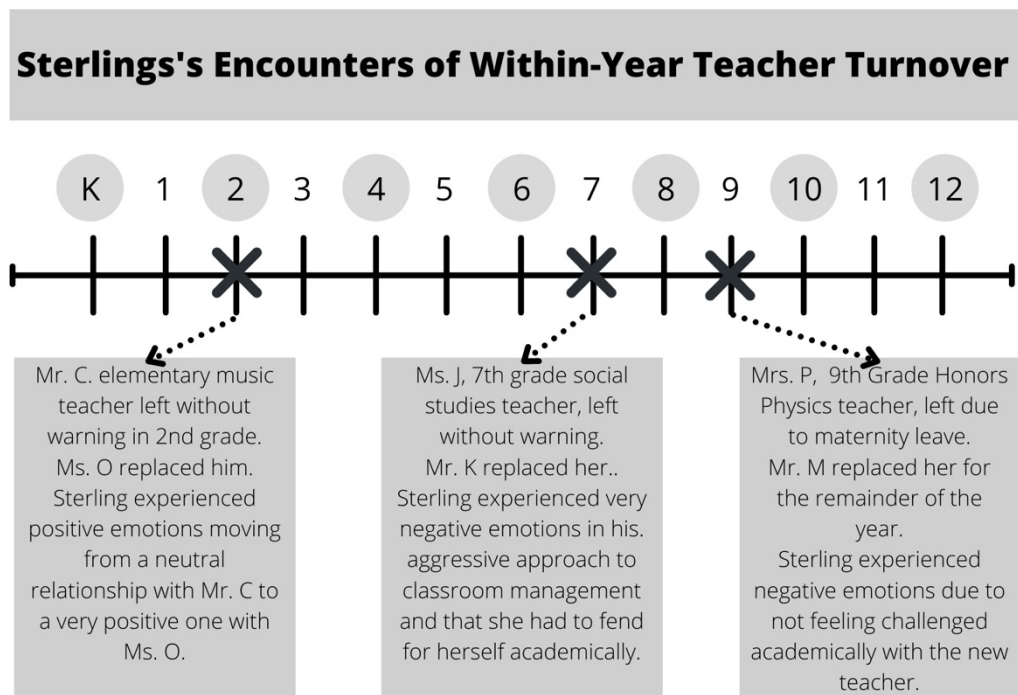 Sterlings's Encounters of Within-Year Teacher Turnover
K 1 2 3 4 5 6 7 8 9 10 11 12
Mr. C. elementary music
teacher left without
warning in 2nd grade.
Ms. O replaced him.
Sterling experienced
positive emotions moving
from a neutral
relationship with Mr. C to
a very positive one with
Ms. O.
Ms. J, 7th grade social
studies teacher, left
without warning.
Mr. K replaced her..
Sterling experienced very
negative emotions in his.
aggressive approach to
classroom management
and that she had to fend
for herself academically.
Mrs. P, 9th Grade Honors
Physics teacher, left due
to maternity leave.
Mr. M replaced her for
the remainder of the
year.
Sterling experienced
negative emotions due to
not feeling challenged
academically with the new
teacher.